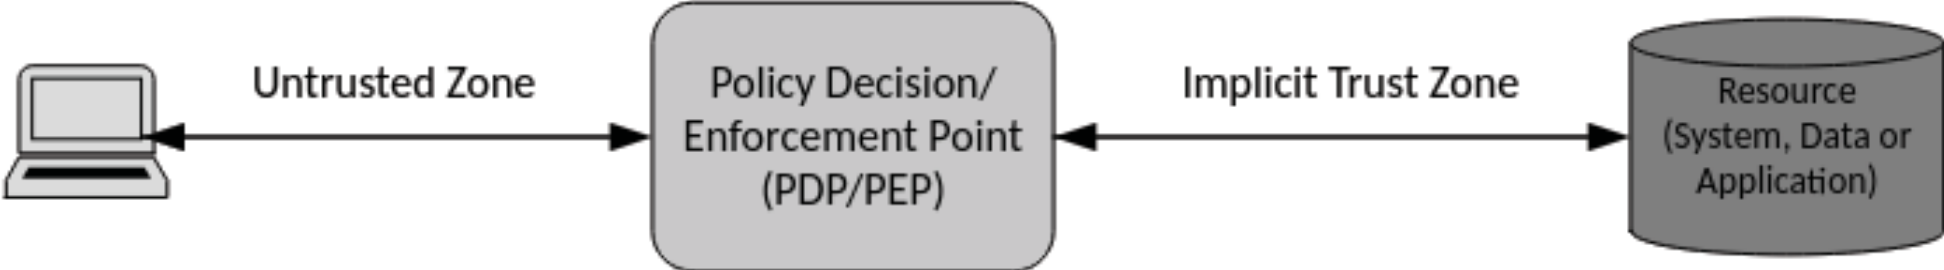 Untrusted Zone
Policy Decision/
Enforcement Point
(PDP/PEP)
Implicit Trust Zone
Resource
(System, Data or
Application)